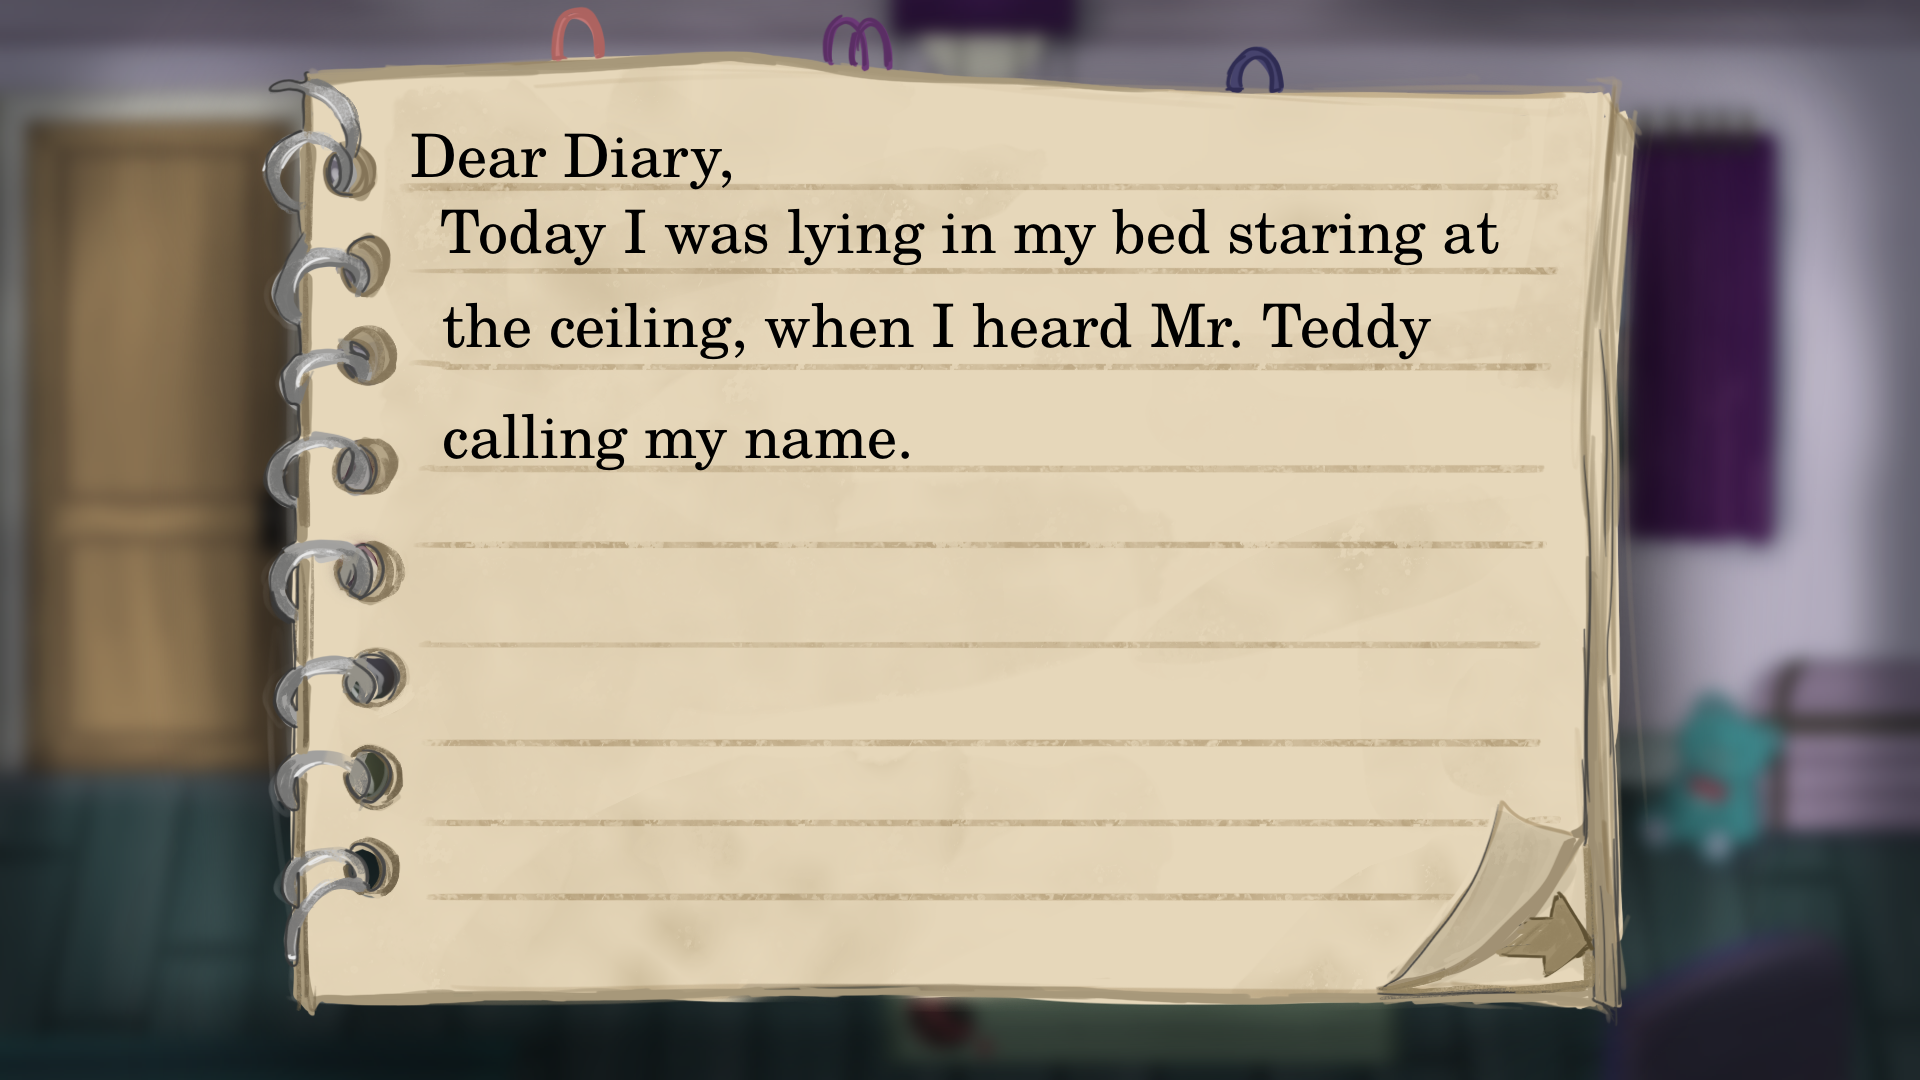 Dear Diary,
Today I was lying in my bed staring at
the ceiling, when I heard Mr. Teddy
calling my name.